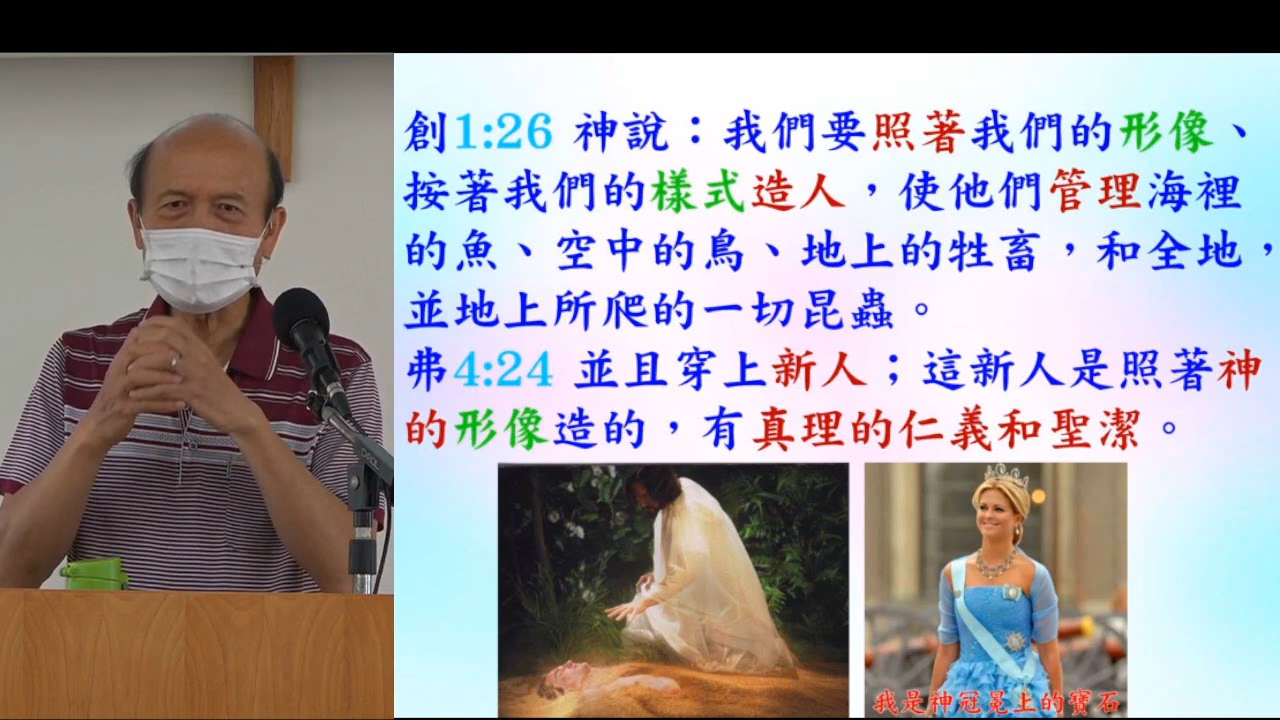 創1:26 神說：我們要照著我們的形像、
按著我們的樣式造人，使他們管理海裡
的魚、空中的鳥、地上的牲畜，和全地，
並地上所爬的一切昆蟲。
弗4:24 並且穿上新人；這新人是照著神
的形像造的，有真理的仁義和聖潔。
我是神冠冕上的寶石